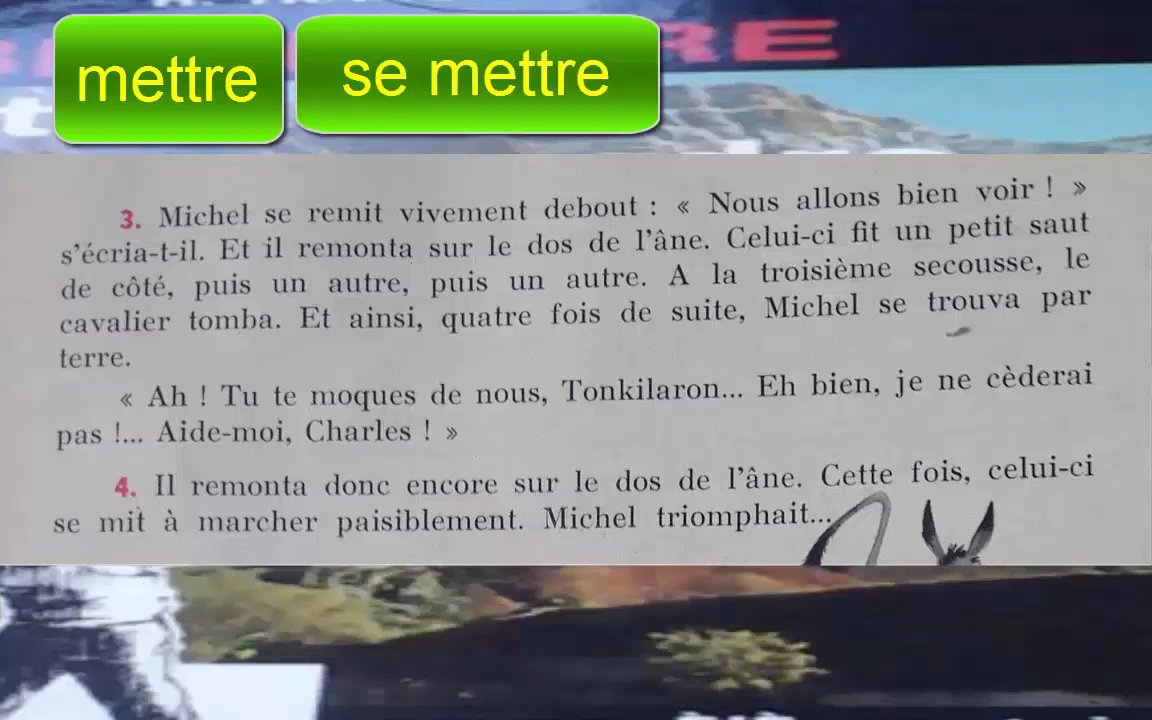 RE
mettre
se mettre
3. Michel se remit vivement debout : « Nous allons bien voir ! »
s'écria-t-il. Et il remonta sur le dos de l'âne. Celui-ci fit un petit saut
de côté, puis un autre, puis un autre. A la troisième secousse, le
cavalier tomba. Et ainsi, quatre fois de suite, Michel se trouva par
terre.
« Ah ! Tu te moques de nous, Tonkilaron... Eh bien, je ne cèderai
pas !... Aide-moi, Charles ! »
4. Il remonta donc encore sur le dos de l'âne. Cette fois, celui-ci
se mit à marcher paisiblement. Michel triomphait...